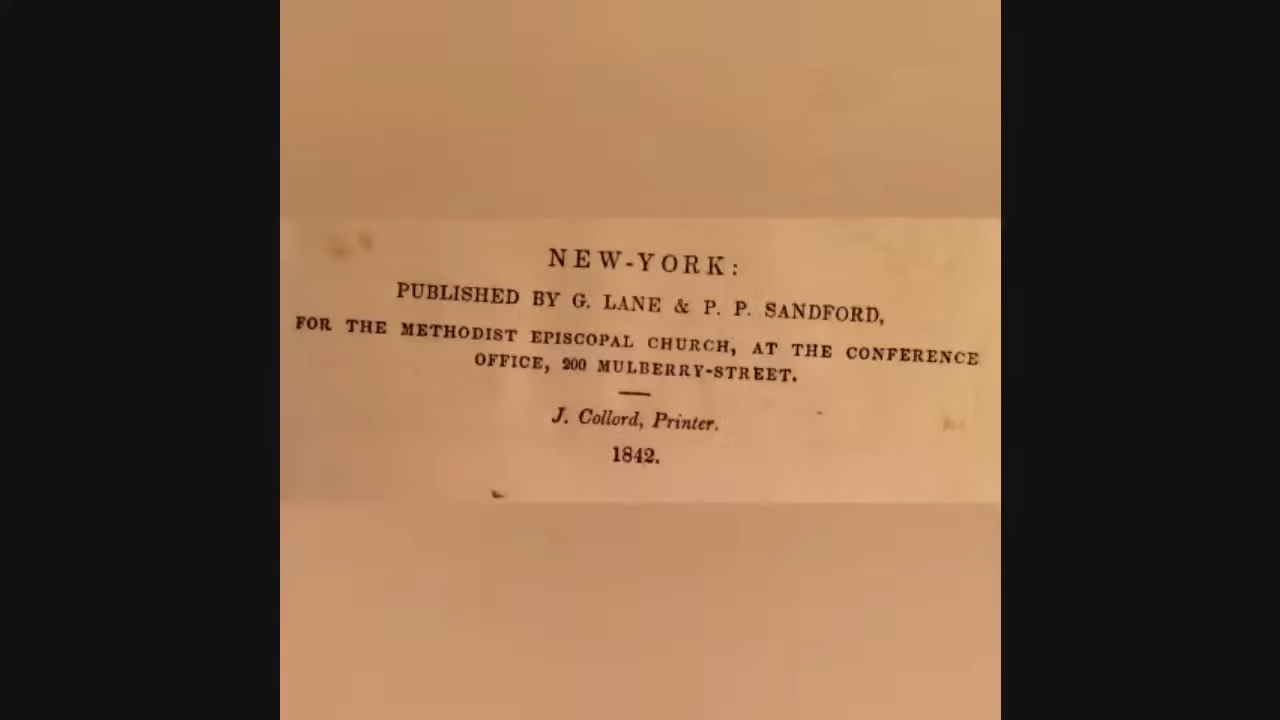 NEW-YORK:
PUBLISHED BY G. LANE & P. P. SANDFORD,
FOR THE METHODIST EPISCOPAL CHURCH, AT THE CONFERENCE
OFFICE, 200 MULBERRY-STREET.
J. Collord, Printer.
1842.